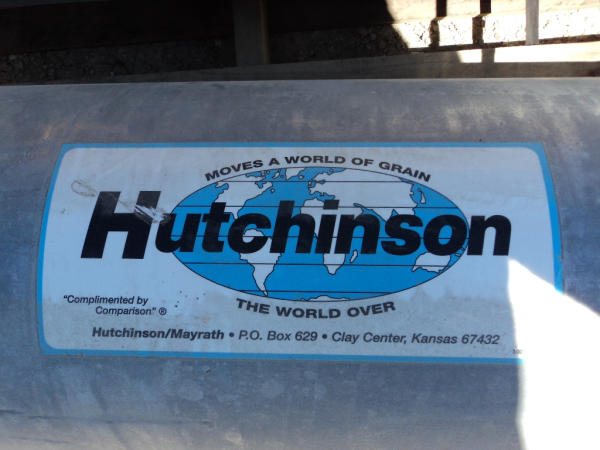 MOVES A WORLD OF GRAIN
Hutchinson
THE WORLD OVER
"Complimented by
Comparison." ®
Hutchinson/Mayrath • P.O. Box 629 • Clay Center, Kansas 67432